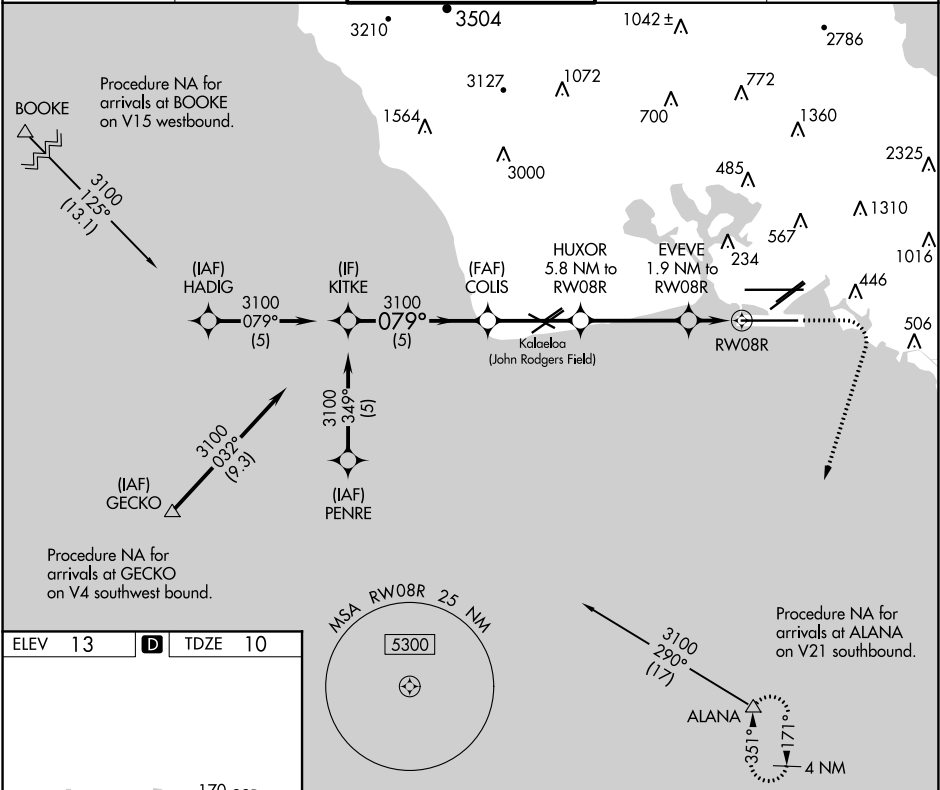 3210
3504
1042 ±
2786
Procedure NA for
arrivals at BOOKE
on V15 westbound.
BOOKE
3127
1072
772
1564
700
1360
3000
485
2325
3100
125°
(13.1)
1310
567
1016
234
446
506
(IAF)
HADIG
3100
079°
(5)
(IF)
KITKE
3100
079°
(5)
(FAF)
COLIS
HUXOR
5.8 NM to
RW08R
EVEVE
1.9 NM to
RW08R
Kalaeloa
(John Rodgers Field)
RW08R
3100
349°
(5)
3100
032°
(9.3)
(IAF)
GECKO
(IAF)
PENRE
Procedure NA for
arrivals at GECKO
on V4 southwest bound.
MSA RW08R 25 NM
5300
Procedure NA for
arrivals at ALANA
on V21 southbound.
3100
290°
(17)
ALANA
351°
171°
4 NM
ELEV 13
D
TDZE 10